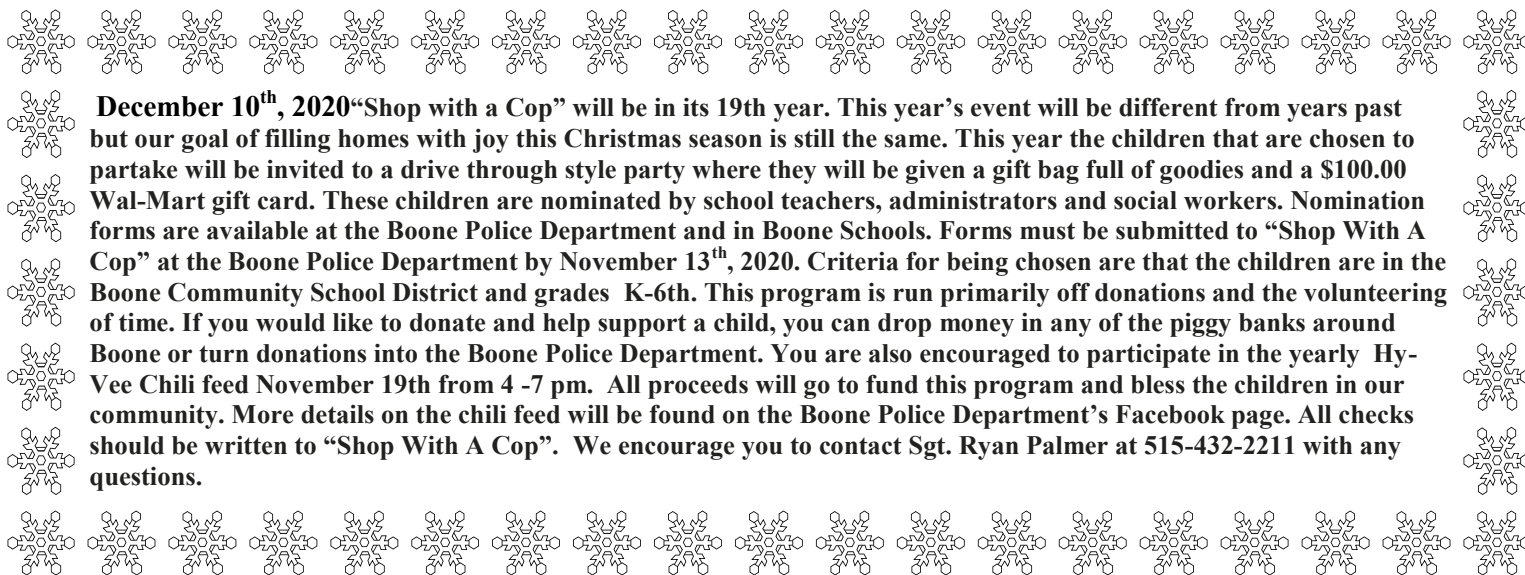 December 10th, 2020“Shop with a Cop” will be in its 19th year. This year’s event will be different from years past
but our goal of filling homes with joy this Christmas season is still the same. This year the children that are chosen to
partake will be invited to a drive through style party where they will be given a gift bag full of goodies and a $100.00
Wal-Mart gift card. These children are nominated by school teachers, administrators and social workers. Nomination
forms are available at the Boone Police Department and in Boone Schools. Forms must be submitted to “Shop With A
Cop” at the Boone Police Department by November 13th, 2020. Criteria for being chosen are that the children are in the
Boone Community School District and grades  K-6th. This program is run primarily off donations and the volunteering
of time. If you would like to donate and help support a child, you can drop money in any of the piggy banks around
Boone or turn donations into the Boone Police Department. You are also encouraged to participate in the yearly  Hy-
Vee Chili feed November 19th from 4 -7 pm.  All proceeds will go to fund this program and bless the children in our
community. More details on the chili feed will be found on the Boone Police Department’s Facebook page. All checks
should be written to “Shop With A Cop”.  We encourage you to contact Sgt. Ryan Palmer at 515-432-2211 with any
questions.